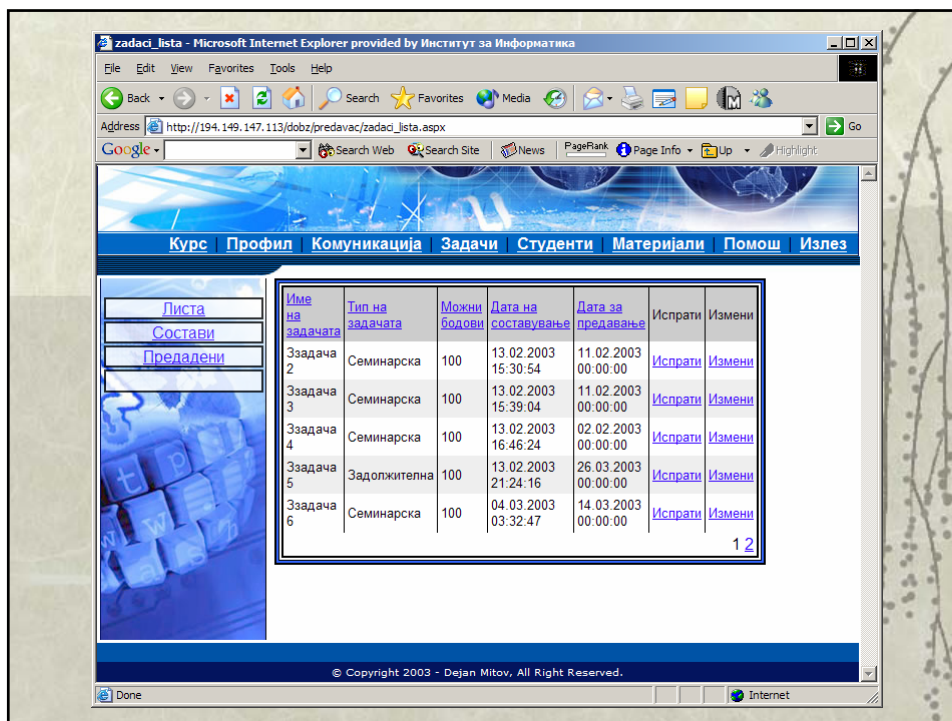 zadaci_lista - Microsoft Internet Explorer provided by Институт за Информатика
File Edit View Favorites Tools Help
Back Search Favorites Media
Address http://194.149.147.113/dobz/predavac/zadaci_lista.aspx Go
Google Search Web Search Site News PageRank Page Info Up Highlight
Курс | Профил | Комуникација | Задачи | Студенти | Материјали | Помош | Излез
Листа
Состави
Предадени
Име на задачата Тип на задачата Можни бодови Дата на составување Дата за предавање Испрати Измени
Ззадача 2 Семинарска 100 13.02.2003 15:30:54 11.02.2003 00:00:00 Испрати Измени
Ззадача 3 Семинарска 100 13.02.2003 15:39:04 11.02.2003 00:00:00 Испрати Измени
Ззадача 4 Семинарска 100 13.02.2003 16:46:24 02.02.2003 00:00:00 Испрати Измени
Ззадача 5 Задолжителна 100 13.02.2003 21:24:16 26.03.2003 00:00:00 Испрати Измени
Ззадача 6 Семинарска 100 04.03.2003 03:32:47 14.03.2003 00:00:00 Испрати Измени
1 2
© Copyright 2003 - Dejan Mitov, All Right Reserved.
Done Internet